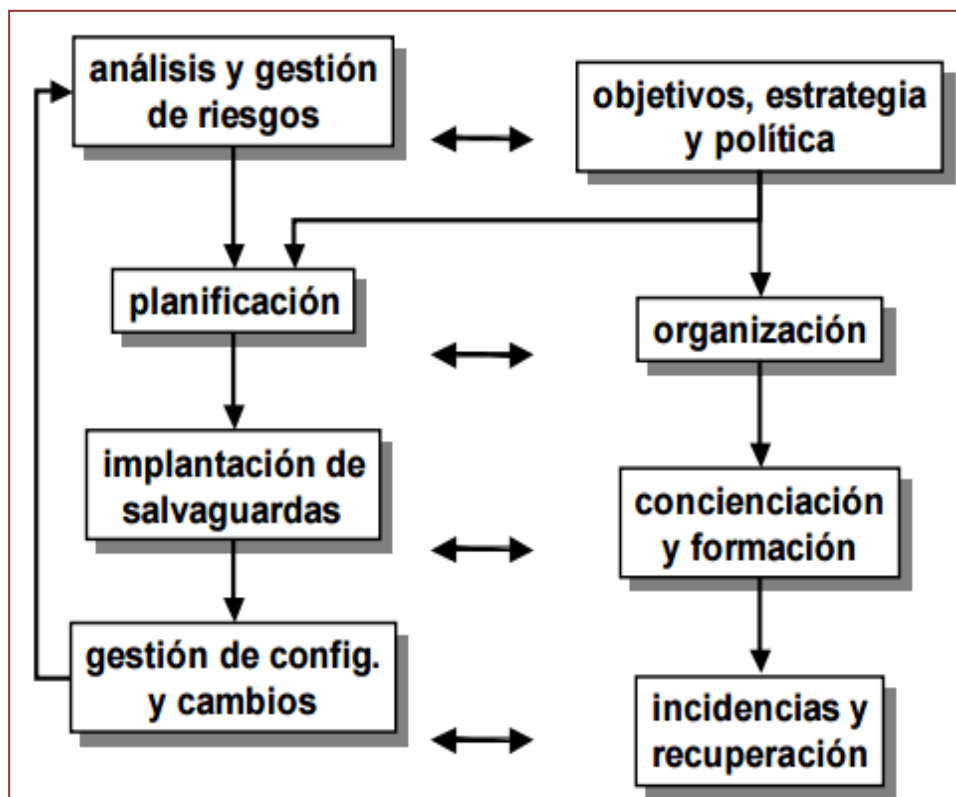 análisis y gestión
de riesgos
objetivos, estrategia
y política
planificación
organización
implantación de
salvaguardas
concienciación
y formación
gestión de config.
y cambios
incidencias y
recuperación